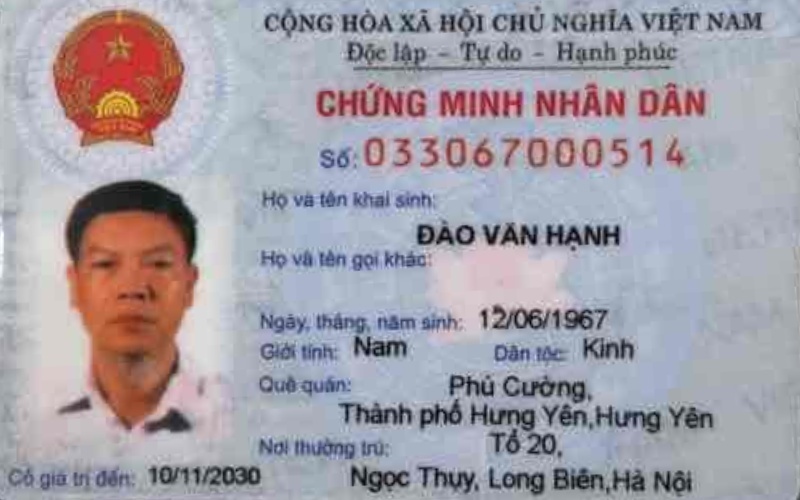 CỘNG HÒA XÃ HỘI CHỦ NGHĨA VIỆT NAM
Độc lập - Tự do - Hạnh phúc
CHỨNG MINH NHÂN DÂN
Số: 033067000514
Họ và tên khai sinh:
ĐÀO VĂN HẠNH
Họ và tên gọi khác:
Ngày, tháng, năm sinh: 12/06/1967
Giới tính: Nam Dân tộc: Kinh
Quê quán: Phú Cường,
Thành phố Hưng Yên,Hưng Yên
Nơi thường trú: Tổ 20,
Có giá trị đến: 10/11/2030 Ngọc Thụy, Long Biên,Hà Nội